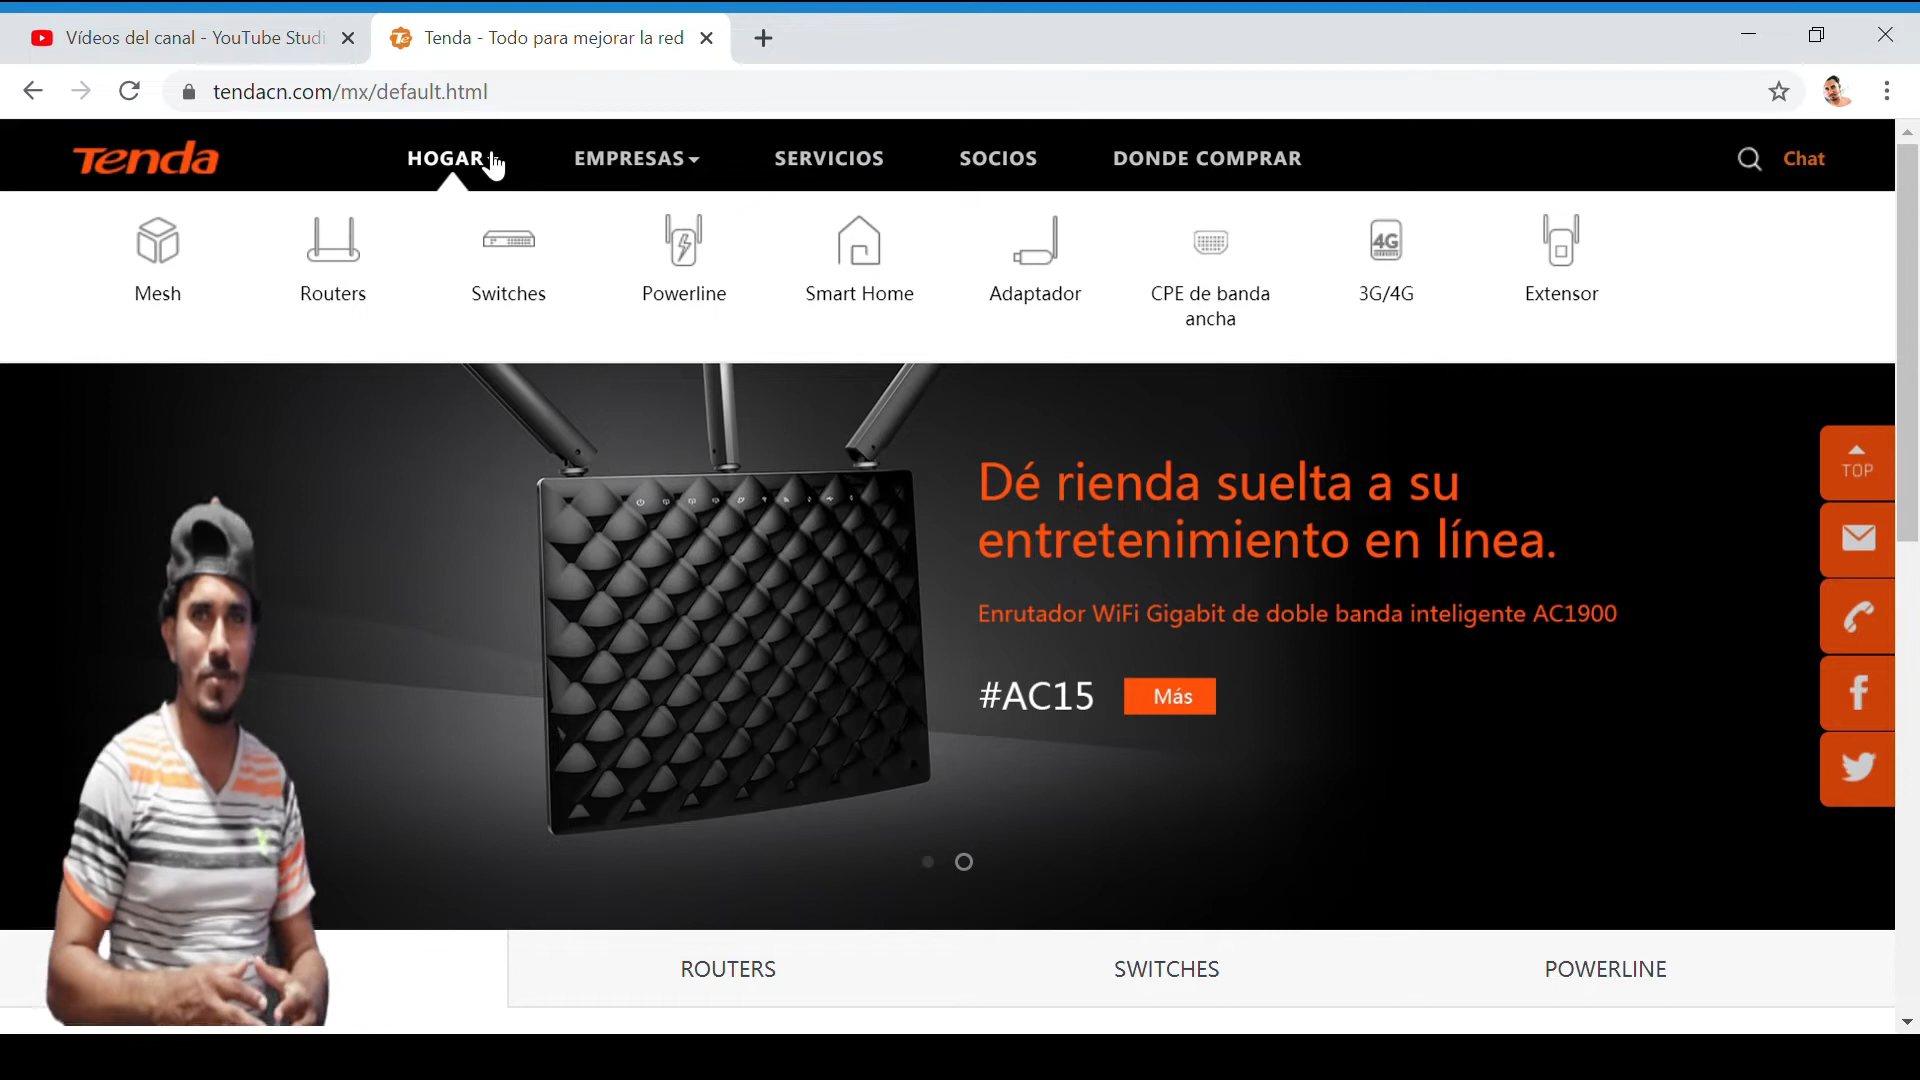 Vídeos del canal - YouTube Studi
Tenda - Todo para mejorar la red
tendacn.com/mx/default.html
Tenda
HOGAR
EMPRESAS
SERVICIOS
SOCIOS
DONDE COMPRAR
Chat
Mesh
Routers
Switches
Powerline
Smart Home
Adaptador
CPE de banda
ancha
4G
3G/4G
Extensor
Dé rienda suelta a su
entretenimiento en línea.
Enrutador WiFi Gigabit de doble banda inteligente AC1900
#AC15
Más
TOP
ROUTERS
SWITCHES
POWERLINE